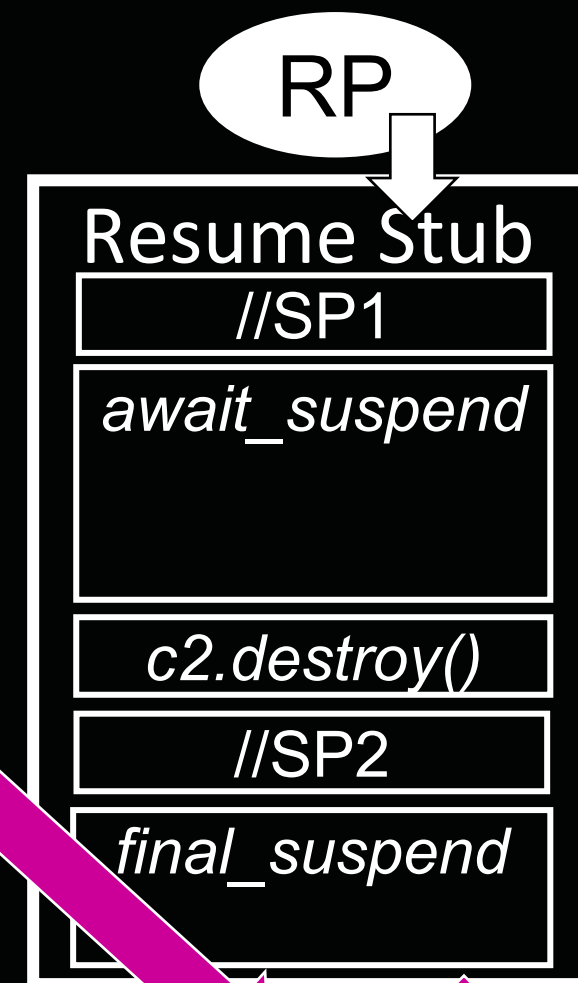 RP
Resume Stub
//SP1
await_suspend
c2.destroy()
//SP2
final_suspend